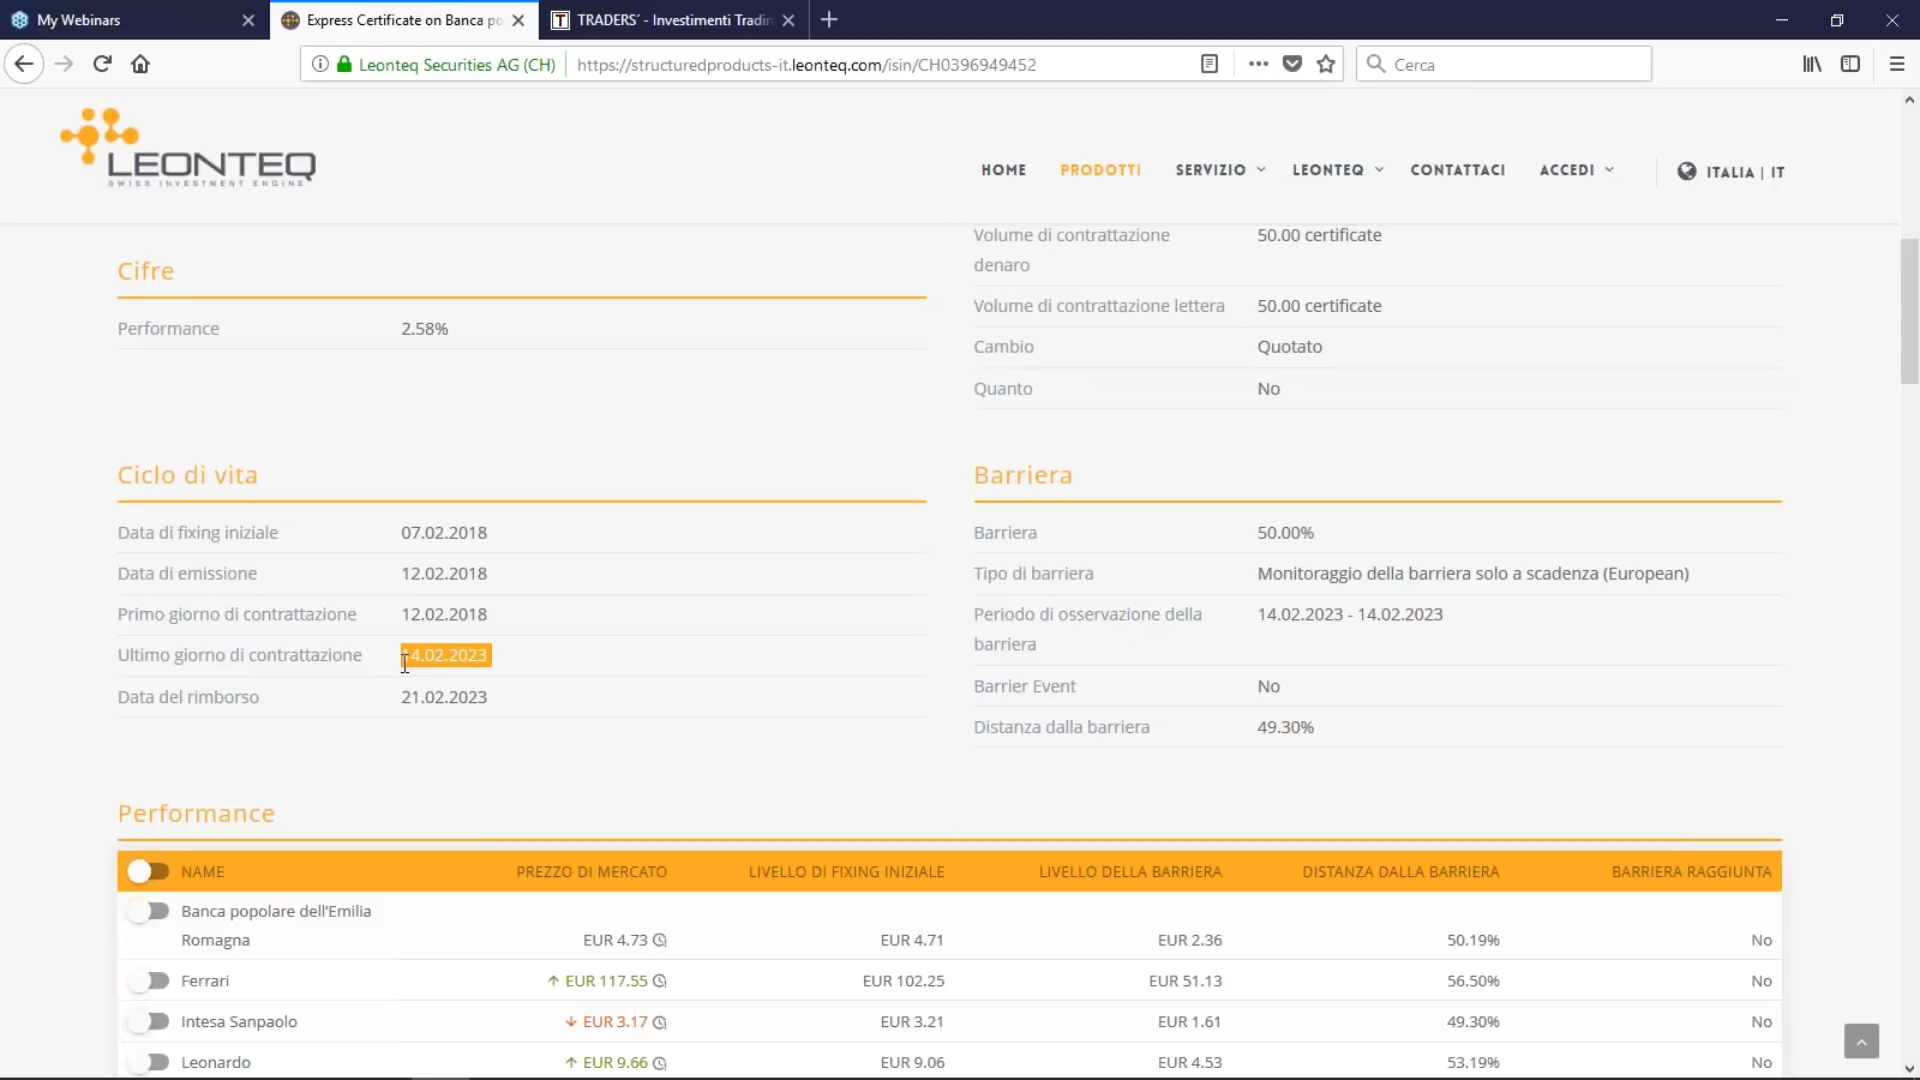 My Webinars
Express Certificate on Banca po
TRADERS´ - Investimenti Tradin
Leonteq Securities AG (CH)
https://structuredproducts-it.leonteq.com/isin/CH0396949452
Cerca
LEONTEQ
SWISS INVESTMENT ENGINE
HOME
PRODOTTI
SERVIZIO
LEONTEQ
CONTATTACI
ACCEDI
ITALIA | IT
Cifre
Performance 2.58%
Volume di contrattazione denaro 50.00 certificate
Volume di contrattazione lettera 50.00 certificate
Cambio Quotato
Quanto No
Ciclo di vita
Data di fixing iniziale 07.02.2018
Data di emissione 12.02.2018
Primo giorno di contrattazione 12.02.2018
Ultimo giorno di contrattazione 14.02.2023
Data del rimborso 21.02.2023
Barriera
Barriera 50.00%
Tipo di barriera Monitoraggio della barriera solo a scadenza (European)
Periodo di osservazione della barriera 14.02.2023 - 14.02.2023
Barrier Event No
Distanza dalla barriera 49.30%
Performance
NAME PREZZO DI MERCATO LIVELLO DI FIXING INIZIALE LIVELLO DELLA BARRIERA DISTANZA DALLA BARRIERA BARRIERA RAGGIUNTA
Banca popolare dell'Emilia
Romagna EUR 4.73 EUR 4.71 EUR 2.36 50.19% No
Ferrari EUR 117.55 EUR 102.25 EUR 51.13 56.50% No
Intesa Sanpaolo EUR 3.17 EUR 3.21 EUR 1.61 49.30% No
Leonardo EUR 9.66 EUR 9.06 EUR 4.53 53.19% No